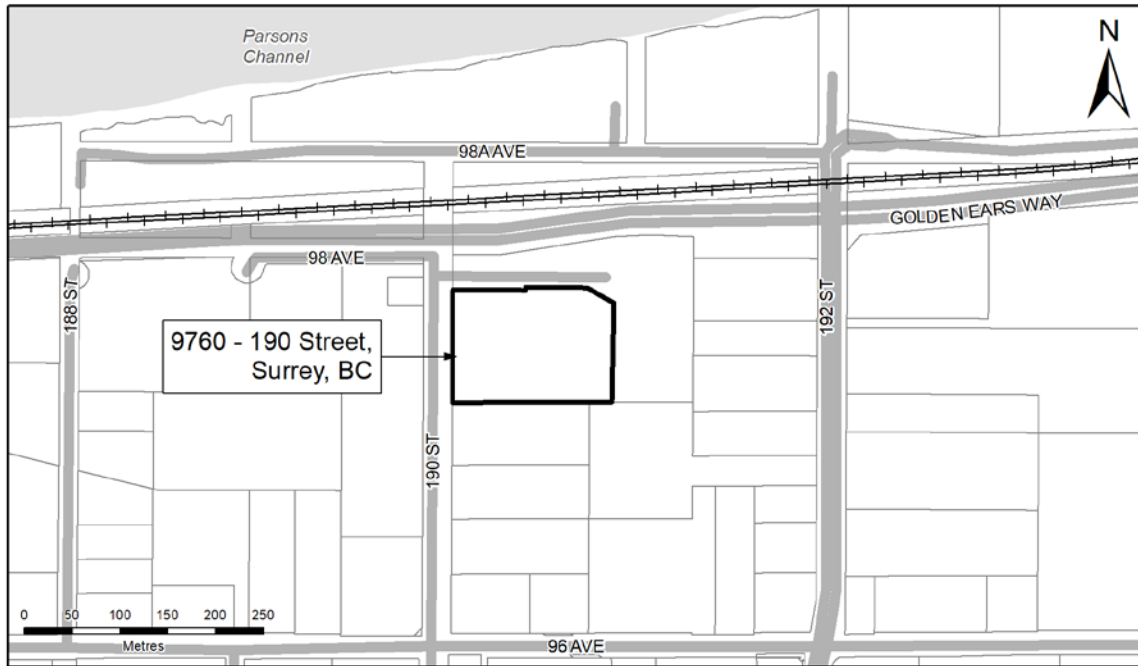 Parsons
Channel
N
98A AVE
GOLDEN EARS WAY
98 AVE
188 ST
9760 - 190 Street,
Surrey, BC
192 ST
190 ST
0 50 100 150 200 250
Metres
96 AVE